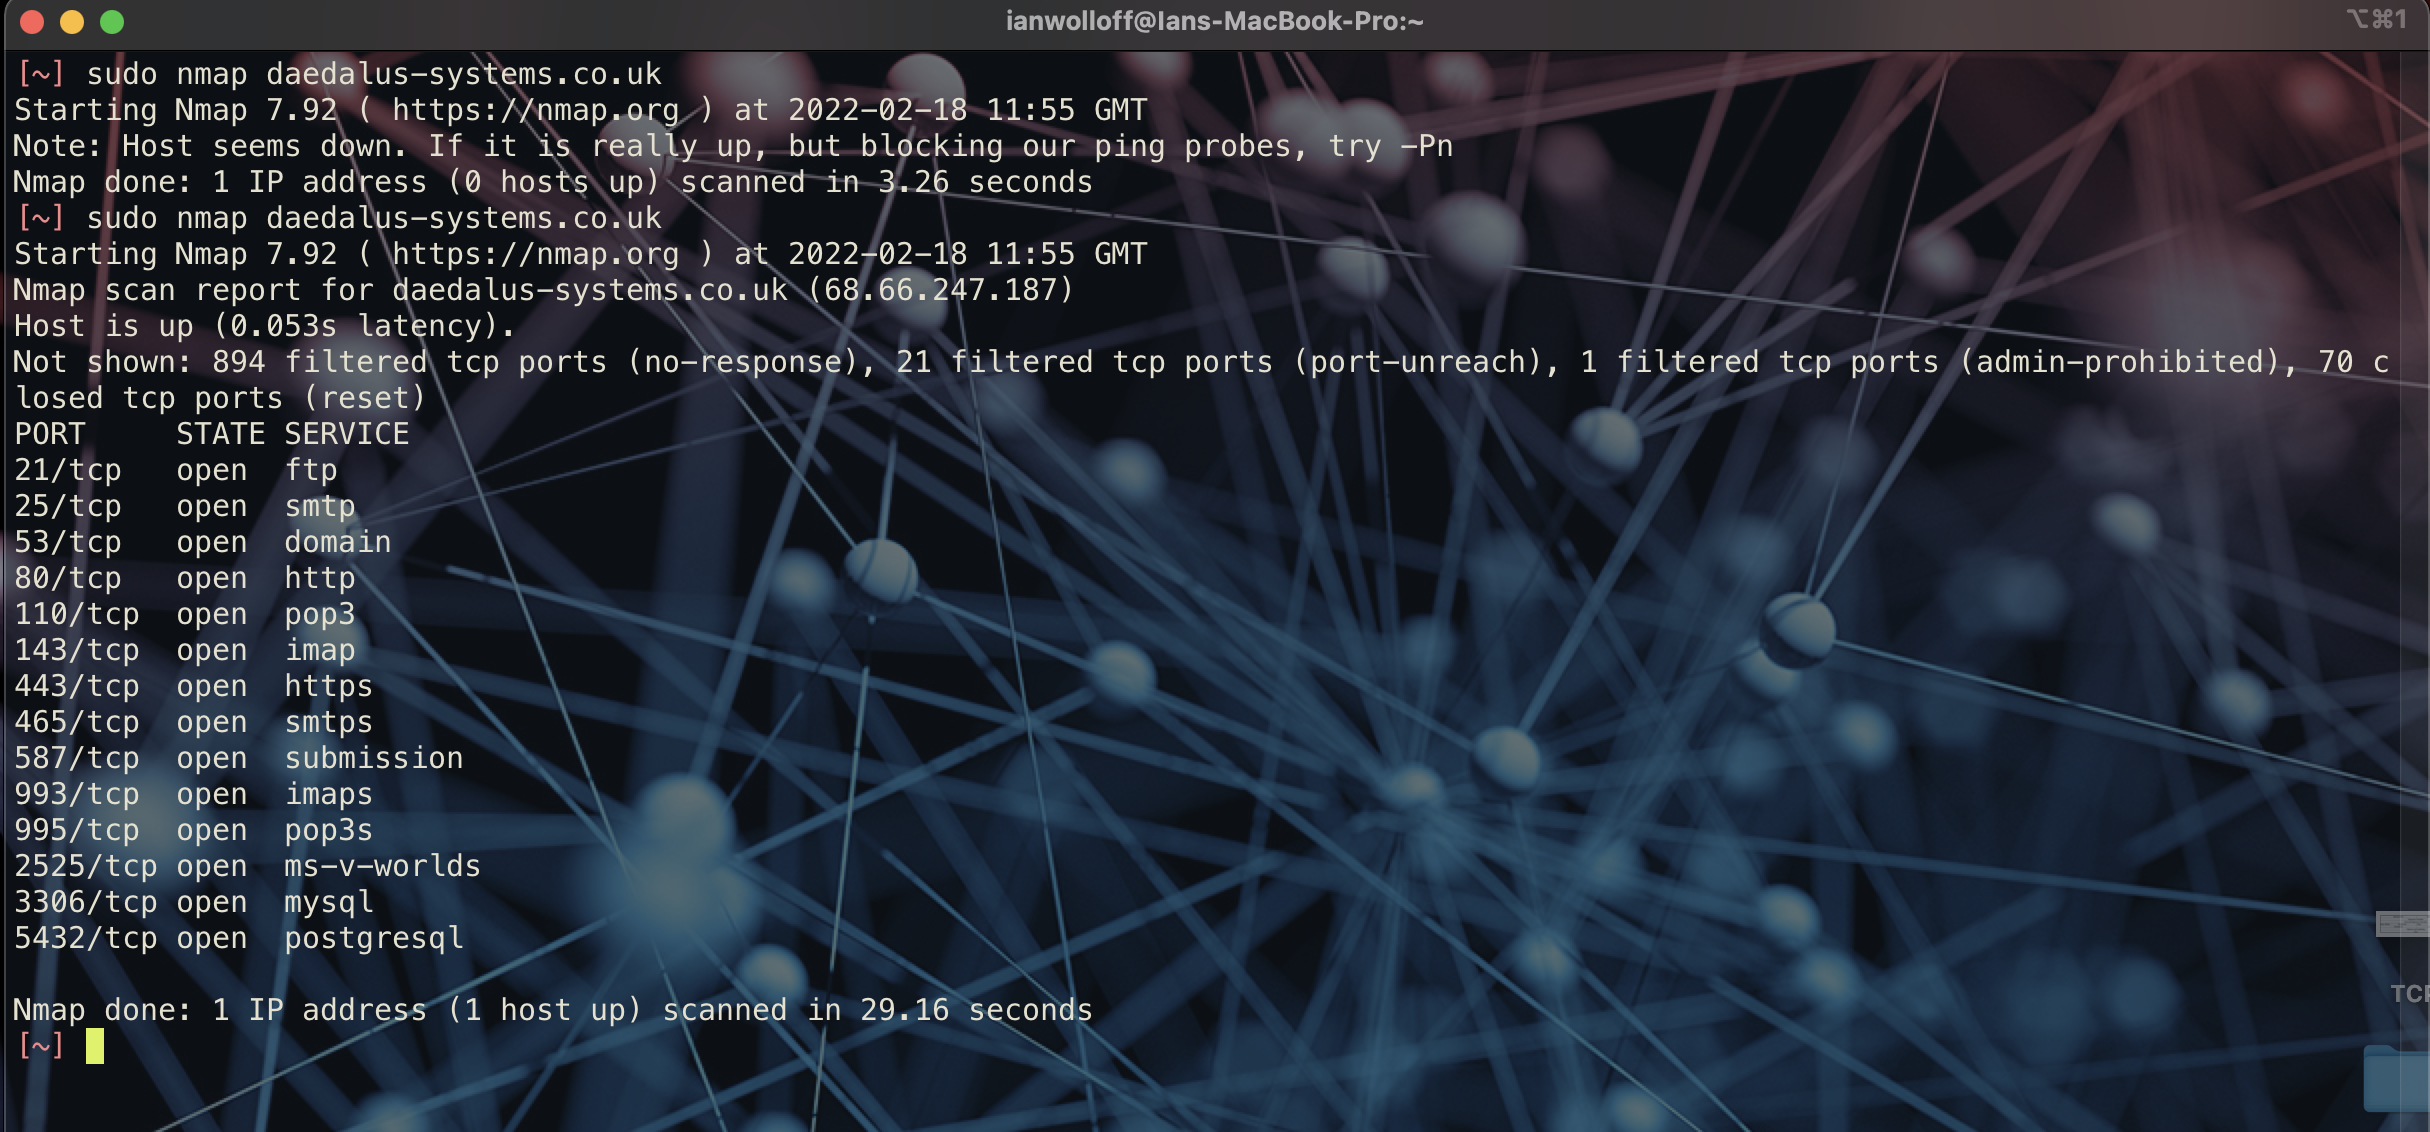 ianwolloff@Ians-MacBook-Pro:~
⌥⌘1
[~] sudo nmap daedalus-systems.co.uk
Starting Nmap 7.92 ( https://nmap.org ) at 2022-02-18 11:55 GMT
Note: Host seems down. If it is really up, but blocking our ping probes, try -Pn
Nmap done: 1 IP address (0 hosts up) scanned in 3.26 seconds
[~] sudo nmap daedalus-systems.co.uk
Starting Nmap 7.92 ( https://nmap.org ) at 2022-02-18 11:55 GMT
Nmap scan report for daedalus-systems.co.uk (68.66.247.187)
Host is up (0.053s latency).
Not shown: 894 filtered tcp ports (no-response), 21 filtered tcp ports (port-unreach), 1 filtered tcp ports (admin-prohibited), 70 c
losed tcp ports (reset)
PORT     STATE SERVICE
21/tcp   open  ftp
25/tcp   open  smtp
53/tcp   open  domain
80/tcp   open  http
110/tcp  open  pop3
143/tcp  open  imap
443/tcp  open  https
465/tcp  open  smtps
587/tcp  open  submission
993/tcp  open  imaps
995/tcp  open  pop3s
2525/tcp open  ms-v-worlds
3306/tcp open  mysql
5432/tcp open  postgresql
Nmap done: 1 IP address (1 host up) scanned in 29.16 seconds
[~]